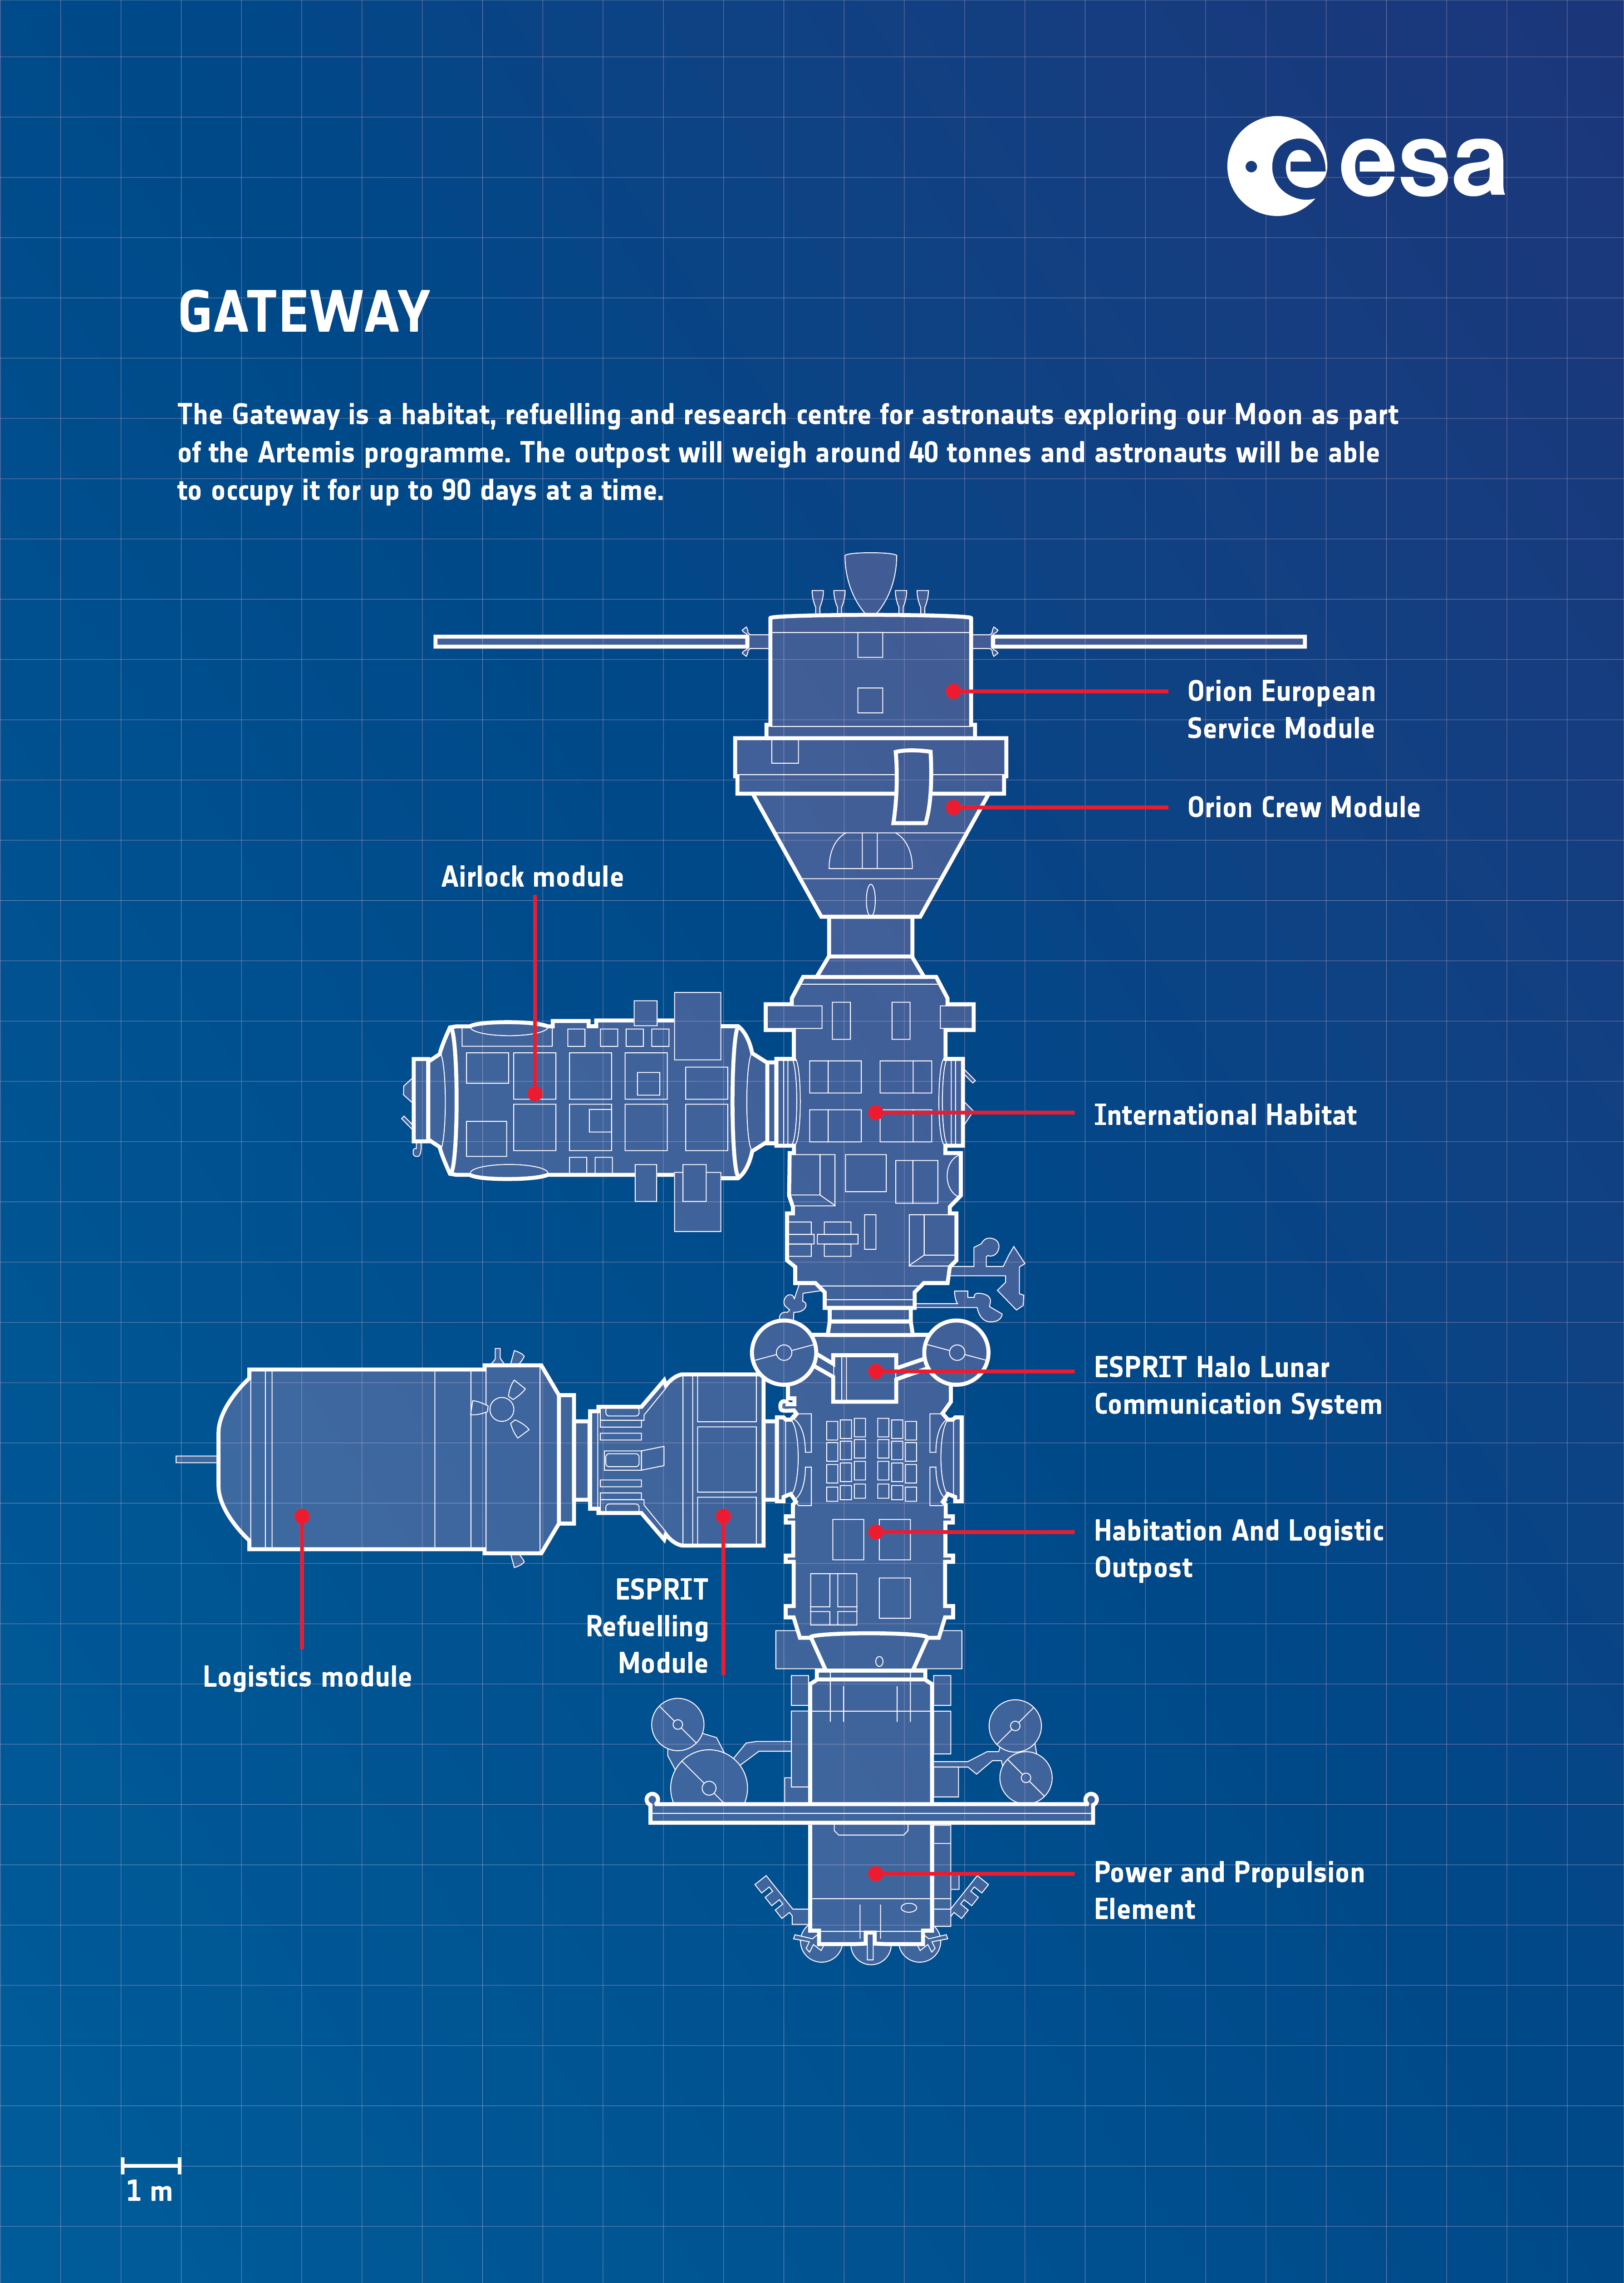 esa
GATEWAY
The Gateway is a habitat, refuelling and research centre for astronauts exploring our Moon as part
of the Artemis programme. The outpost will weigh around 40 tonnes and astronauts will be able
to occupy it for up to 90 days at a time.
Orion European
Service Module
Orion Crew Module
Airlock module
International Habitat
ESPRIT Halo Lunar
Communication System
Habitation And Logistic
Outpost
ESPRIT
Refuelling
Module
Logistics module
Power and Propulsion
Element
1 m